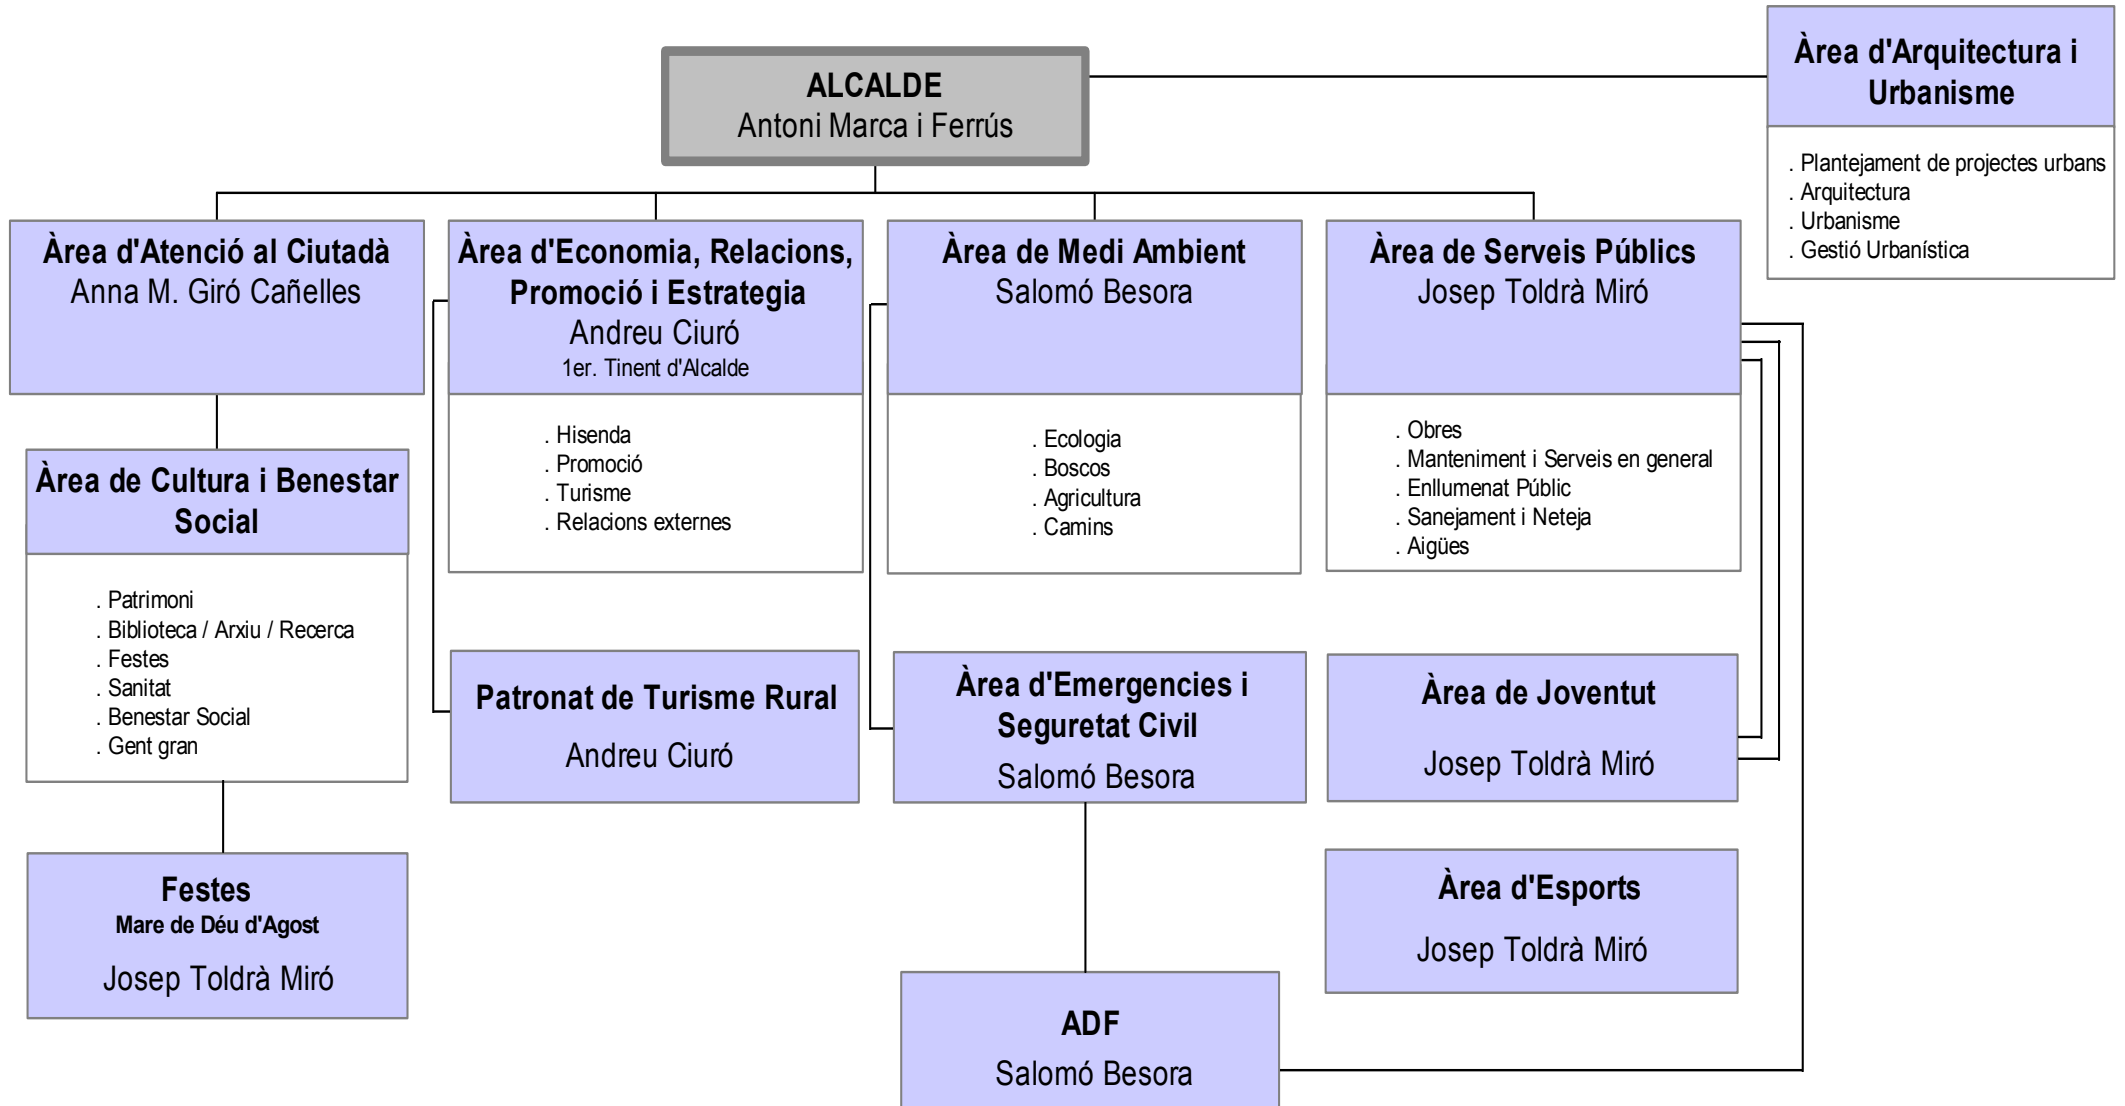 ALCALDE
Antoni Marca i Ferrús
Àrea d'Arquitectura i
Urbanisme
. Plantejament de projectes urbans
. Arquitectura
. Urbanisme
. Gestió Urbanística
Àrea d'Atenció al Ciutadà
Anna M. Giró Cañelles
Àrea d'Economia, Relacions,
Promoció i Estrategia
Andreu Ciuró
1er. Tinent d'Alcalde
. Hisenda
. Promoció
. Turisme
. Relacions externes
Àrea de Medi Ambient
Salomó Besora
. Ecologia
. Boscos
. Agricultura
. Camins
Àrea de Serveis Públics
Josep Toldrà Miró
. Obres
. Manteniment i Serveis en general
. Enllumenat Públic
. Sanejament i Neteja
. Aigües
Àrea de Cultura i Benestar
Social
. Patrimoni
. Biblioteca / Arxiu / Recerca
. Festes
. Sanitat
. Benestar Social
. Gent gran
Patronat de Turisme Rural
Andreu Ciuró
Àrea d'Emergencies i
Seguretat Civil
Salomó Besora
Àrea de Joventut
Josep Toldrà Miró
Festes
Mare de Déu d'Agost
Josep Toldrà Miró
Àrea d'Esports
Josep Toldrà Miró
ADF
Salomó Besora